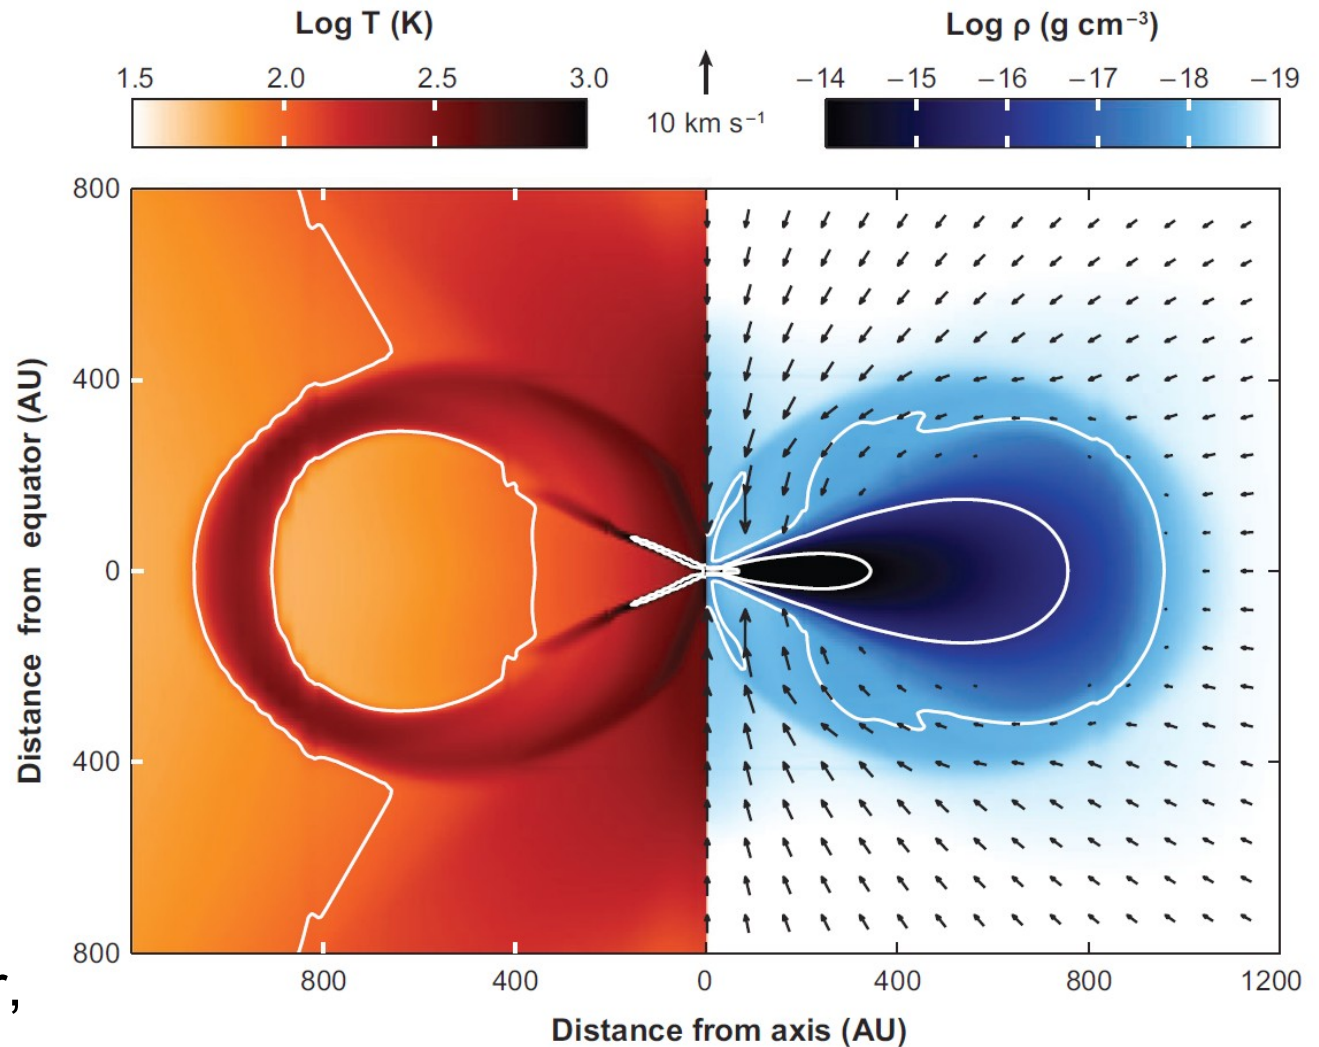 Log T (K)
1.5 2.0 2.5 3.0
10 km s⁻¹
Log ρ (g cm⁻³)
−14 −15 −16 −17 −18 −19
Distance from equator (AU)
800
400
0
400
800
800 400 0 400 800 1200
Distance from axis (AU)